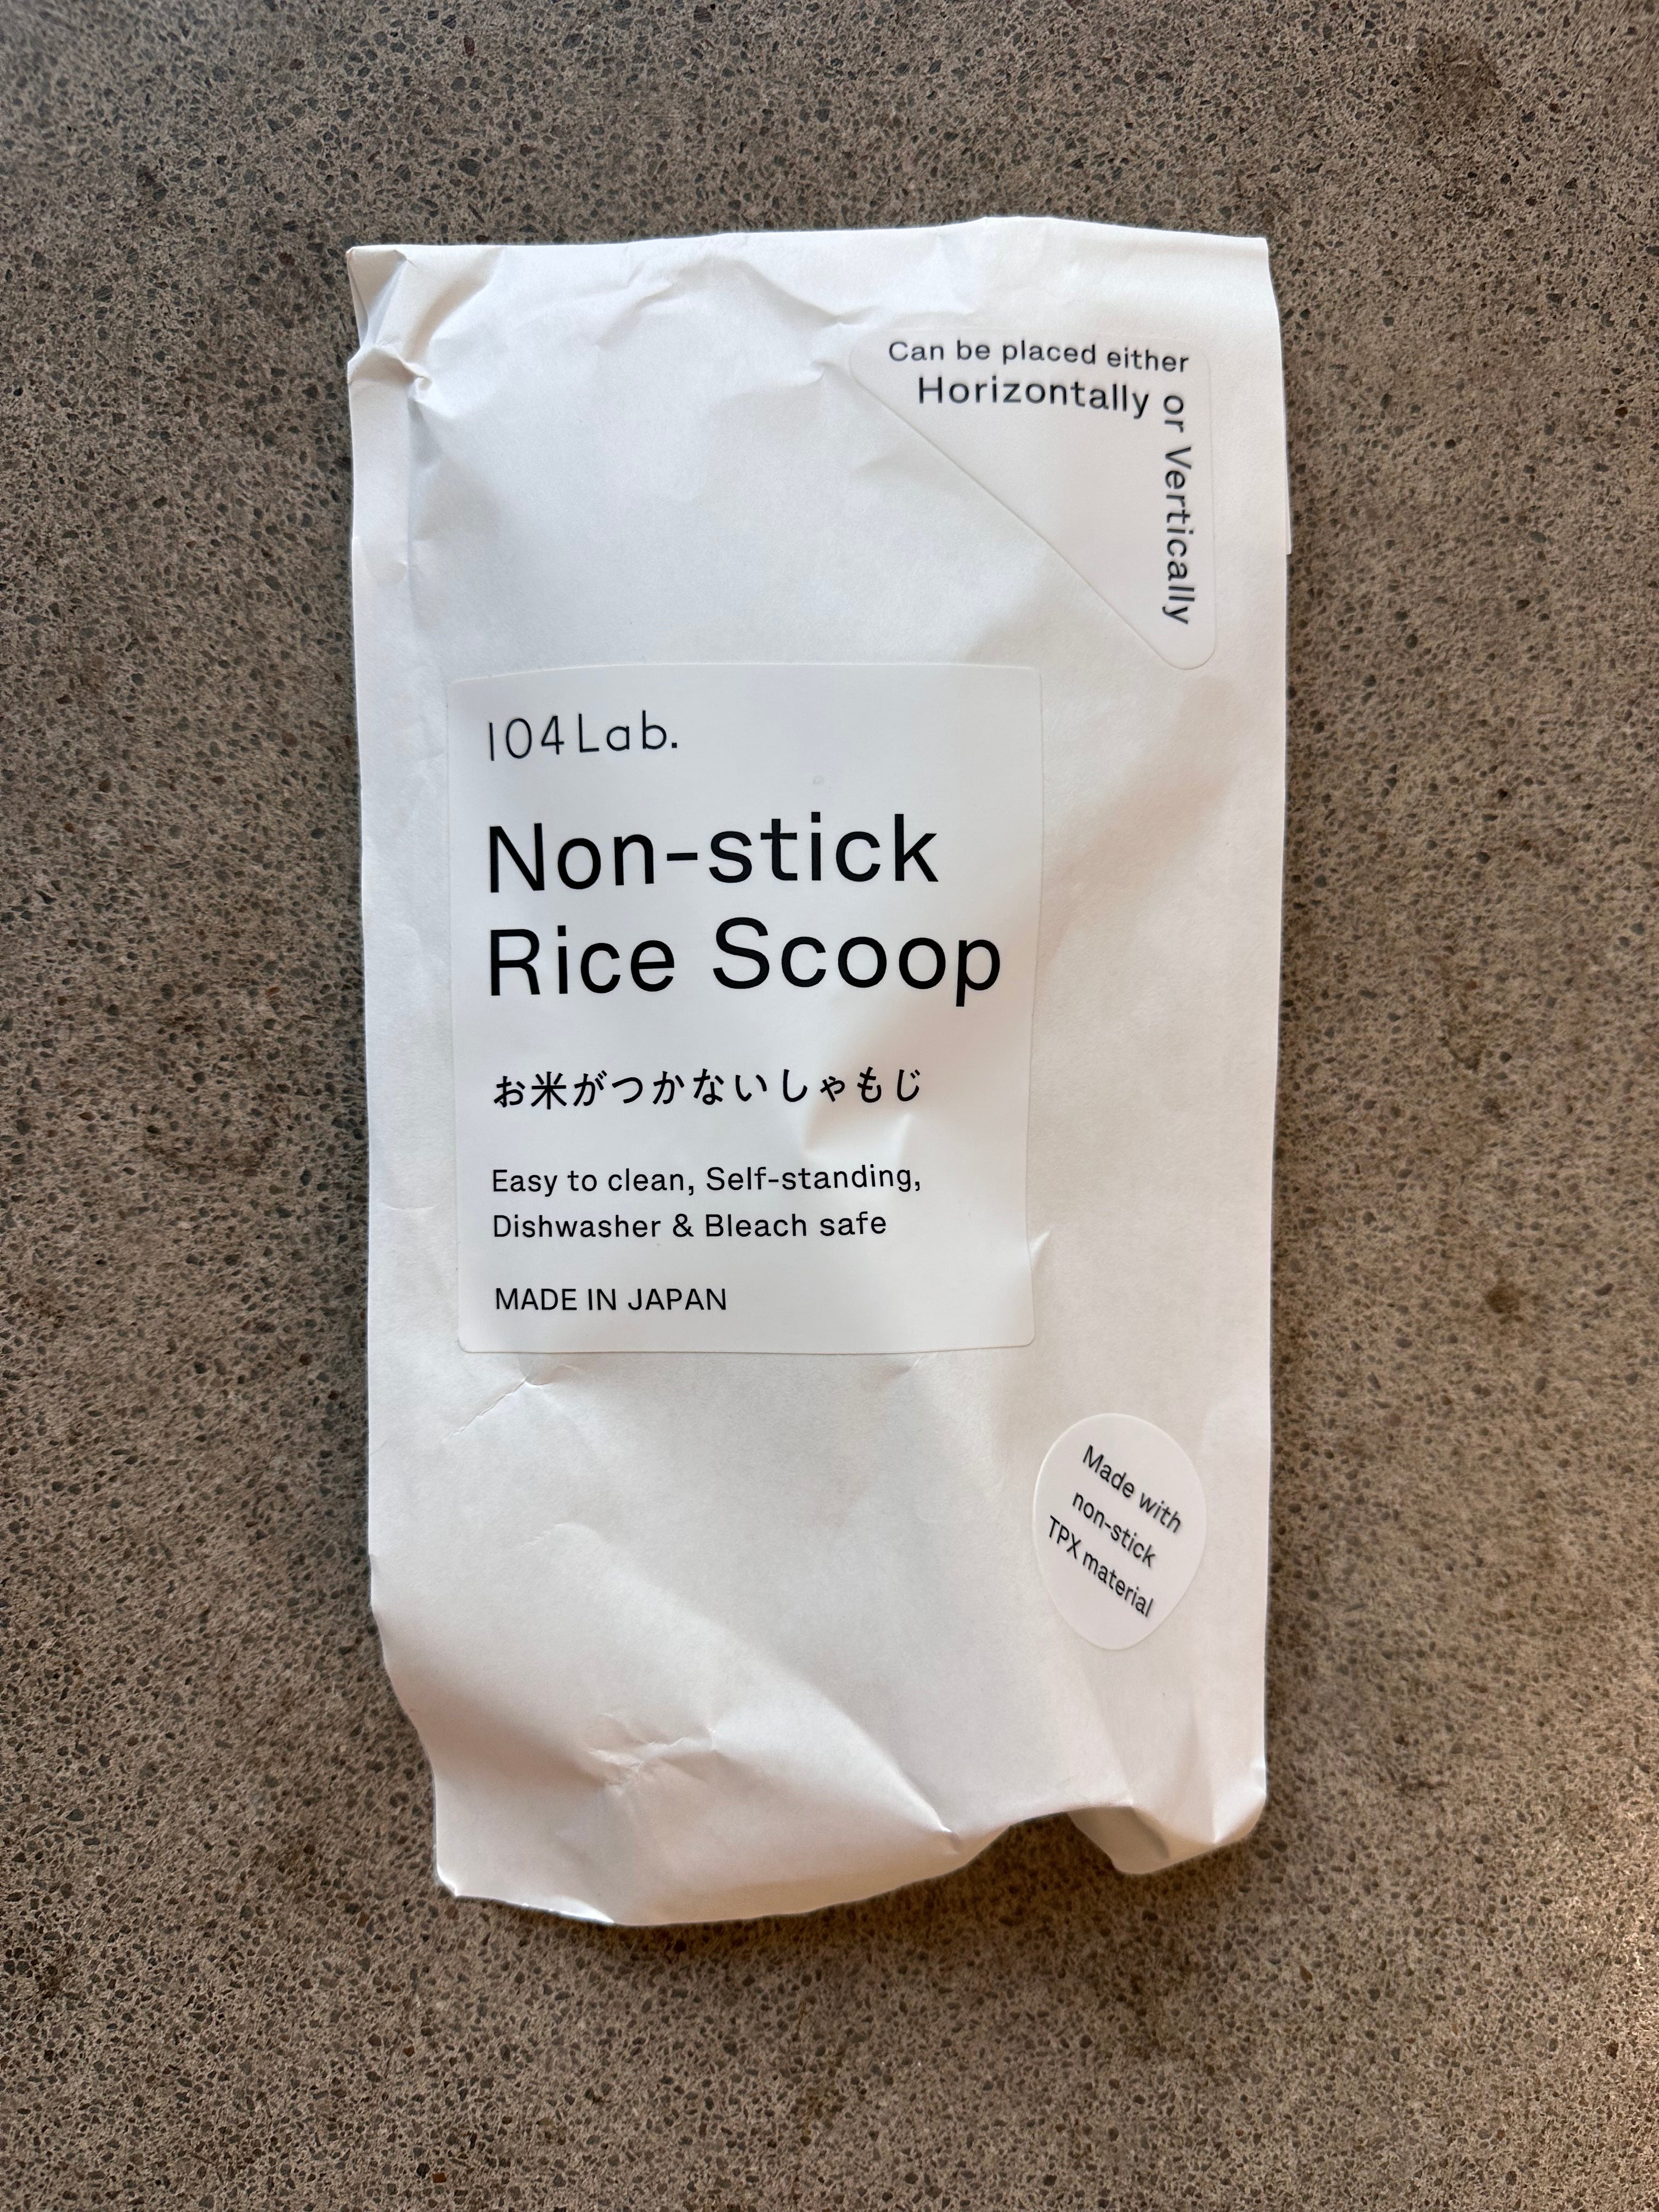 Can be placed either
Horizontally or Vertically
104Lab.
Non-stick
Rice Scoop
お米がつかないしゃもじ
Easy to clean, Self-standing,
Dishwasher & Bleach safe
MADE IN JAPAN
Made with
non-stick
TPX material